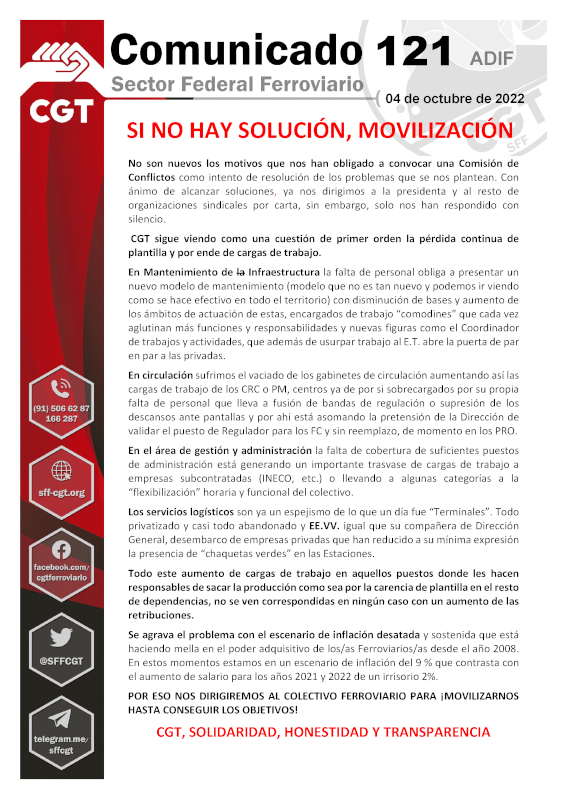 Comunicado 121 ADIF
Sector Federal Ferroviario
04 de octubre de 2022
CGT
CGT
SFF
SI NO HAY SOLUCIÓN, MOVILIZACIÓN
No son nuevos los motivos que nos han obligado a convocar una Comisión de
Conflictos como intento de resolución de los problemas que se nos plantean. Con
ánimo de alcanzar soluciones, ya nos dirigimos a la presidenta y al resto de
organizaciones sindicales por carta, sin embargo, solo nos han respondido con
silencio.
CGT sigue viendo como una cuestión de primer orden la pérdida continua de
plantilla y por ende de cargas de trabajo.
En Mantenimiento de la Infraestructura la falta de personal obliga a presentar un
nuevo modelo de mantenimiento (modelo que no es tan nuevo y podemos ir viendo
como se hace efectivo en todo el territorio) con disminución de bases y aumento de
los ámbitos de actuación de estas, encargados de trabajo “comodines” que cada vez
aglutinan más funciones y responsabilidades y nuevas figuras como el Coordinador
de trabajos y actividades, que además de usurpar trabajo al E.T. abre la puerta de par
en par a las privadas.
En circulación sufrimos el vaciado de los gabinetes de circulación aumentando así las
cargas de trabajo de los CRC o PM, centros ya de por si sobrecargados por su propia
falta de personal que lleva a fusión de bandas de regulación o supresión de los
descansos ante pantallas y por ahí está asomando la pretensión de la Dirección de
validar el puesto de Regulador para los FC y sin reemplazo, de momento en los PRO.
En el área de gestión y administración la falta de cobertura de suficientes puestos
de administración está generando un importante trasvase de cargas de trabajo a
empresas subcontratadas (INECO, etc.) o llevando a algunas categorías a la
“flexibilización” horaria y funcional del colectivo.
Los servicios logísticos son ya un espejismo de lo que un día fue “Terminales”. Todo
privatizado y casi todo abandonado y EE.VV. igual que su compañera de Dirección
General, desembarco de empresas privadas que han reducido a su mínima expresión
la presencia de “chaquetas verdes” en las Estaciones.
Todo este aumento de cargas de trabajo en aquellos puestos donde les hacen
responsables de sacar la producción como sea por la carencia de plantilla en el resto
de dependencias, no se ven correspondidas en ningún caso con un aumento de las
retribuciones.
Se agrava el problema con el escenario de inflación desatada y sostenida que está
haciendo mella en el poder adquisitivo de los/as Ferroviarios/as desde el año 2008.
En estos momentos estamos en un escenario de inflación del 9 % que contrasta con
el aumento de salario para los años 2021 y 2022 de un irrisorio 2%.
POR ESO NOS DIRIGIREMOS AL COLECTIVO FERROVIARIO PARA ¡MOVILIZARNOS
HASTA CONSEGUIR LOS OBJETIVOS!
CGT, SOLIDARIDAD, HONESTIDAD Y TRANSPARENCIA
(91) 506 62 87
166 287
sff-cgt.org
facebook.com/
cgtferroviario
@SFFCGT
telegram.me/
sffcgt